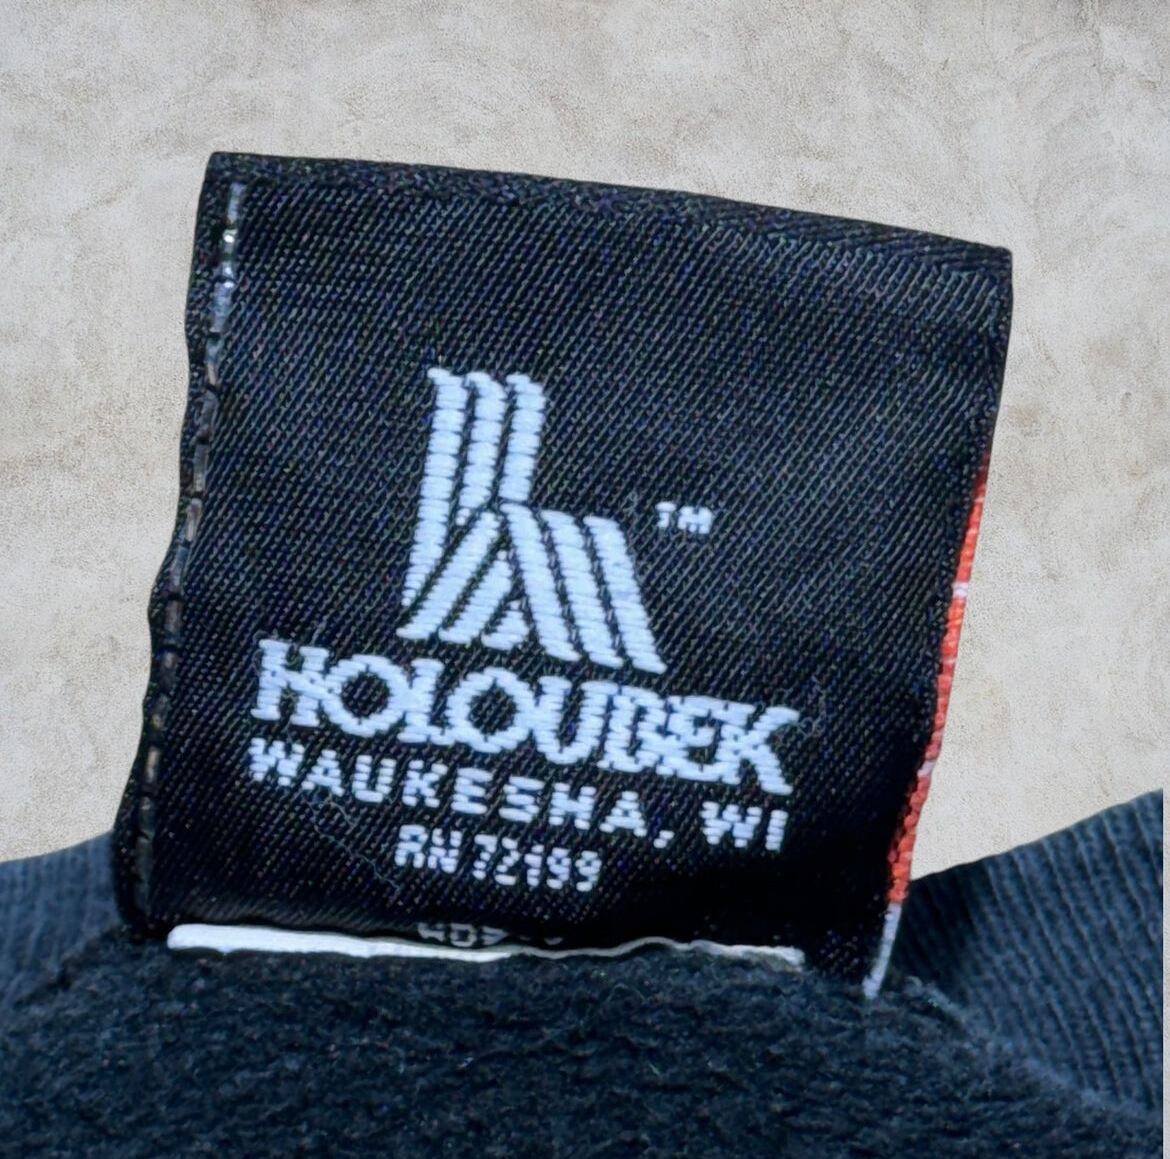 TM
HOLOUBEK
WAUKESHA, WI
RN 72199